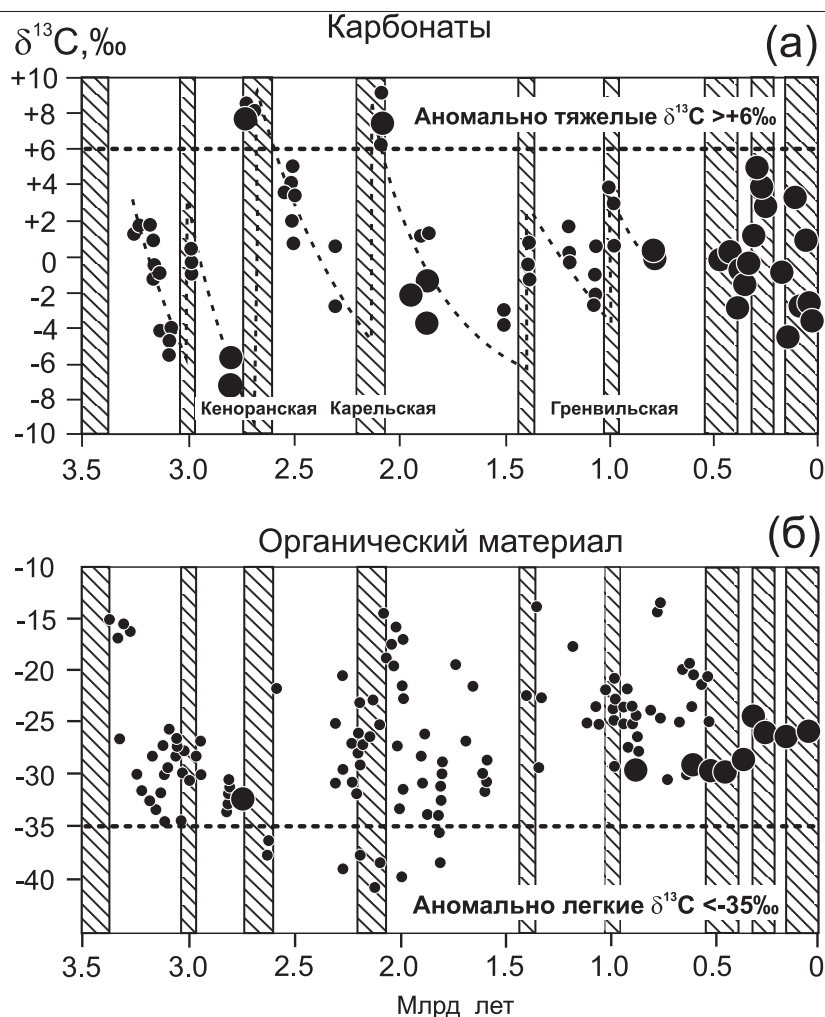 Карбонаты
δ¹³C,‰
(а)
+10
+8
Аномально тяжелые δ¹³C >+6‰
+6
+4
+2
0
-2
-4
-6
-8
Кеноранская Карельская Гренвильская
-10
3.5 3.0 2.5 2.0 1.5 1.0 0.5 0
Органический материал
(б)
-10
-15
-20
-25
-30
-35
-40
Аномально легкие δ¹³C <-35‰
3.5 3.0 2.5 2.0 1.5 1.0 0.5 0
Млрд лет